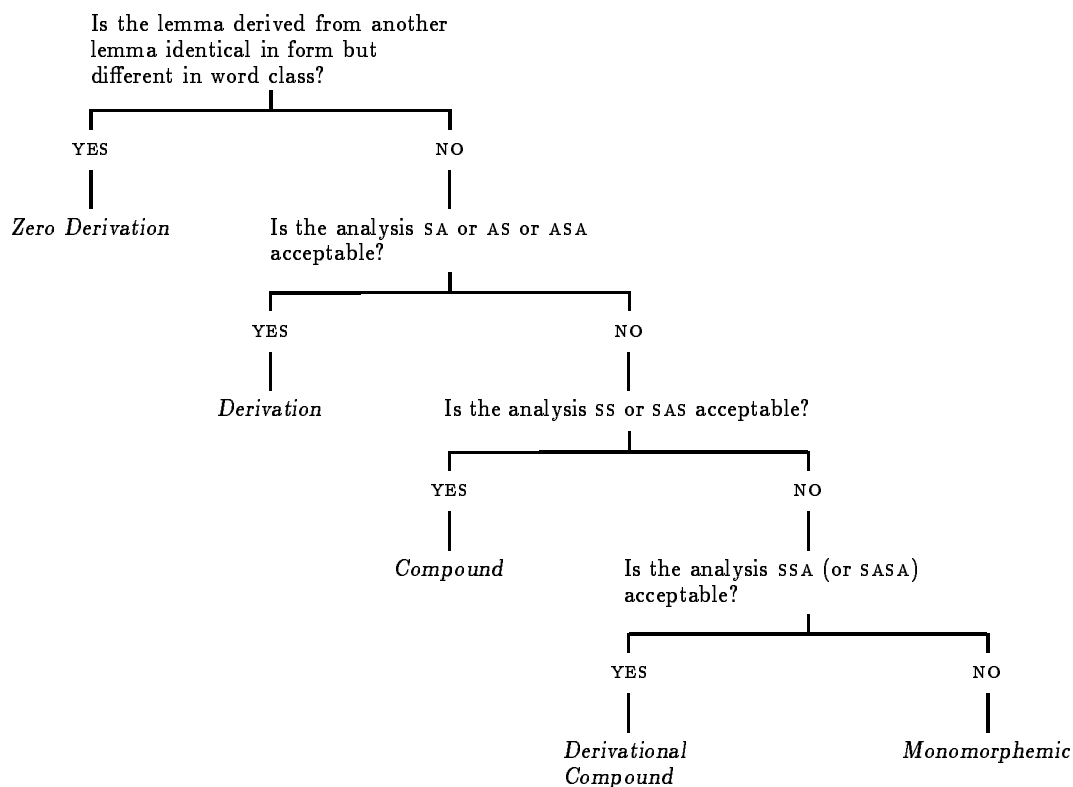 Is the lemma derived from another
lemma identical in form but
different in word class?
YES
NO
Zero Derivation
Is the analysis SA or AS or ASA
acceptable?
YES
NO
Derivation
Is the analysis SS or SAS acceptable?
YES
NO
Compound
Is the analysis SSA (or SASA)
acceptable?
YES
NO
Derivational
Compound
Monomorphemic